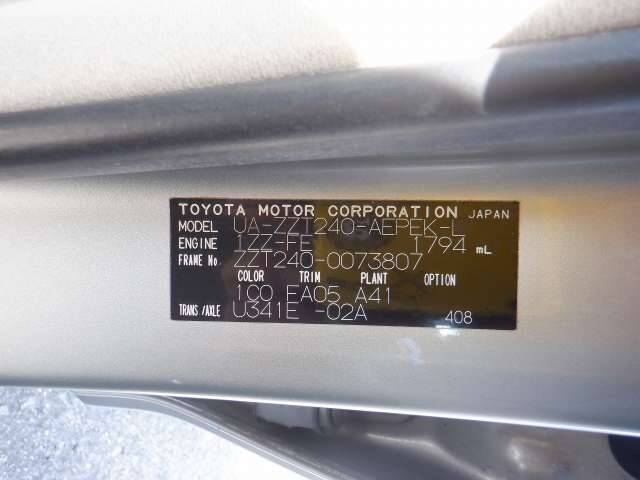 TOYOTA MOTOR CORPORATION JAPAN
MODEL UA-ZZT240-AEPEK-L
ENGINE 1ZZ-FE 1794 mL
FRAME No. ZZT240-0073807
COLOR TRIM PLANT OPTION
1C0 EA05 A41
TRANS/AXLE U341E -02A 408